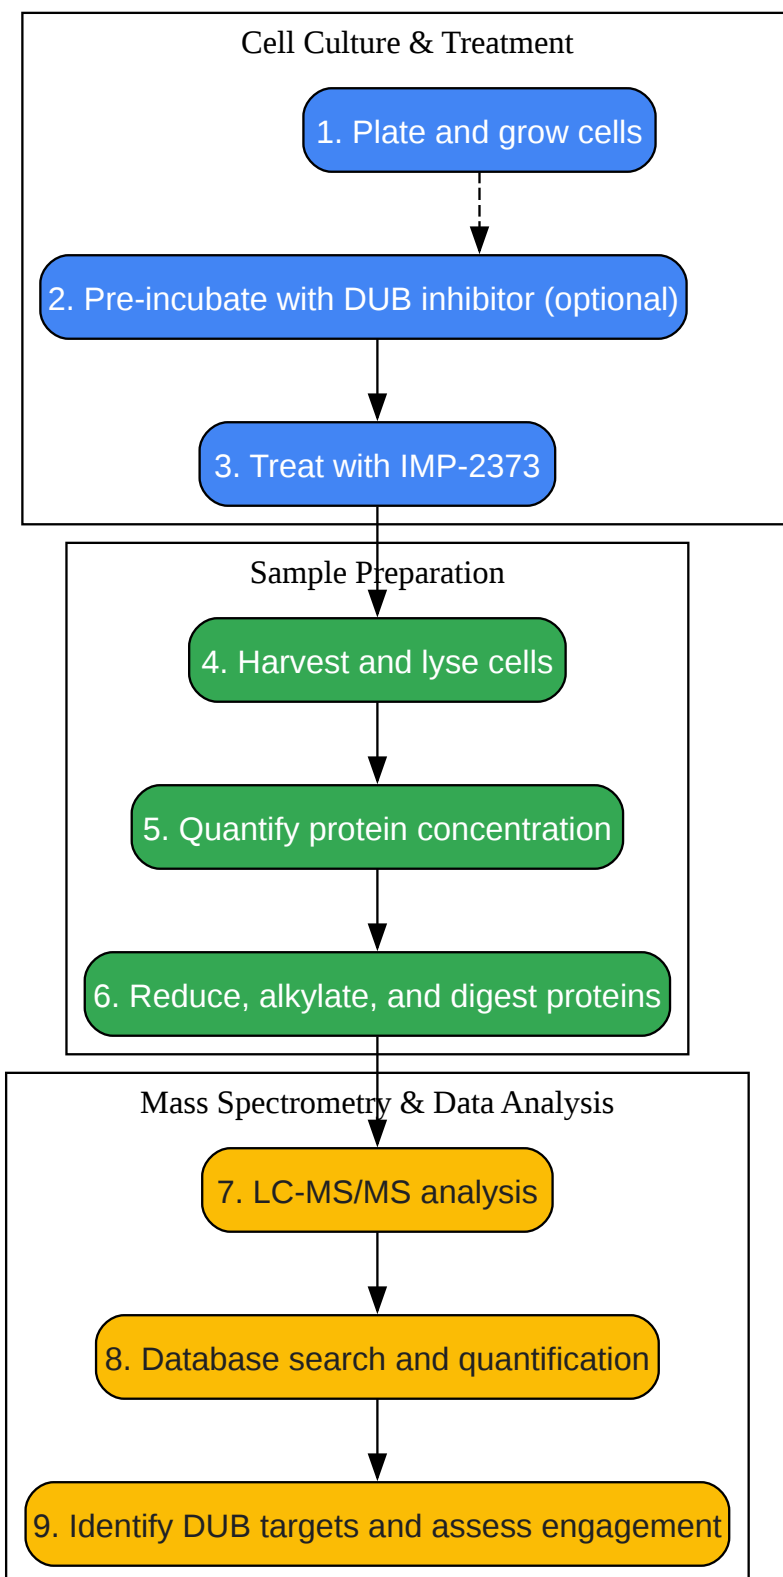 Cell Culture & Treatment
1. Plate and grow cells
2. Pre-incubate with DUB inhibitor (optional)
3. Treat with IMP-2373
Sample Preparation
4. Harvest and lyse cells
5. Quantify protein concentration
6. Reduce, alkylate, and digest proteins
Mass Spectrometry & Data Analysis
7. LC-MS/MS analysis
8. Database search and quantification
9. Identify DUB targets and assess engagement